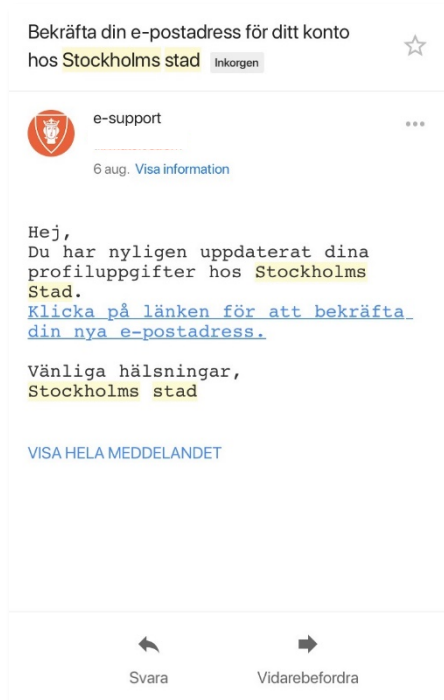 Bekräfta din e-postadress för ditt konto
hos Stockholms stad Inkorgen
e-support
6 aug. Visa information
Hej,
Du har nyligen uppdaterat dina
profiluppgifter hos Stockholms
Stad.
Klicka på länken för att bekräfta
din nya e-postadress.
Vänliga hälsningar,
Stockholms stad
VISA HELA MEDDELANDET
Svara Vidarebefordra